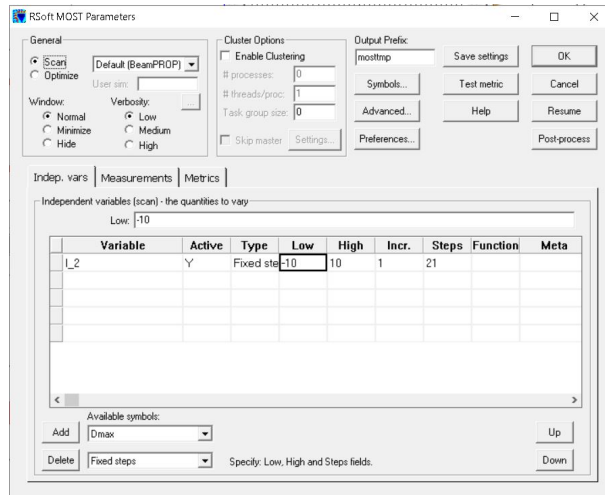 RSoft MOST Parameters
General
Scan
Optimize
Default (BeamPROP)
User sim:
Window:
Normal
Minimize
Hide
Verbosity:
...
Low
Medium
High
Cluster Options
Enable Clustering
# processes: 0
# threads/proc: 1
Task group size: 0
Skip master
Settings...
Output Prefix:
mosttmp
Symbols...
Advanced...
Preferences...
Save settings
Test metric
Help
OK
Cancel
Resume
Post-process
Indep. vars Measurements Metrics
Independent variables (scan) - the quantities to vary
Low: -10
Variable Active Type Low High Incr. Steps Function Meta
I_2 Y Fixed ste -10 10 1 21
Available symbols:
Add Dmax Up
Delete Fixed steps Specify: Low, High and Steps fields. Down